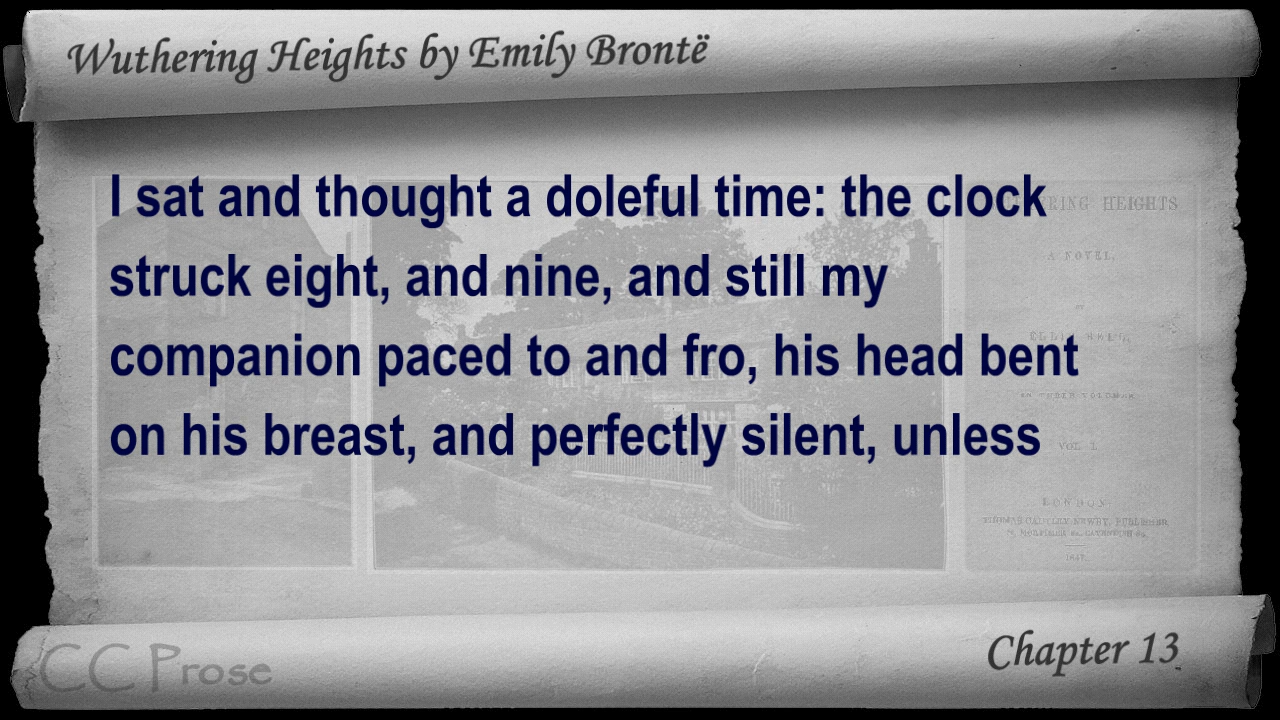 Wuthering Heights by Emily Brontë
I sat and thought a doleful time: the clock
struck eight, and nine, and still my
companion paced to and fro, his head bent
on his breast, and perfectly silent, unless
HEIGHTS
A NOVEL,
VOL. I.
LONDON
1847.
CC Prose
Chapter 13